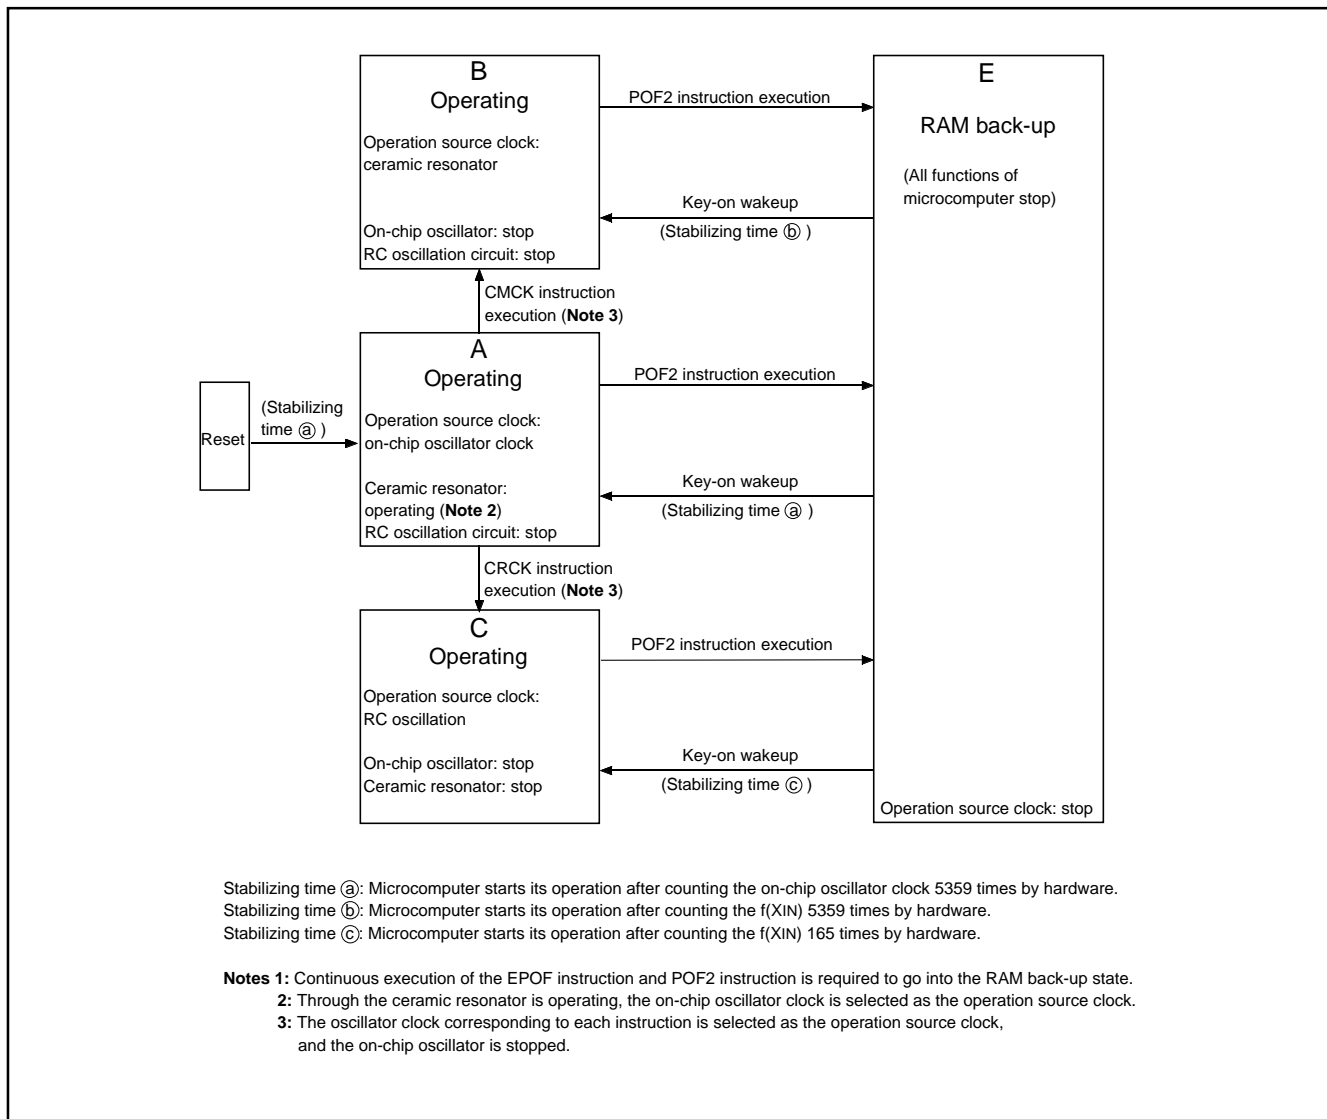 B
Operating
Operation source clock:
ceramic resonator
On-chip oscillator: stop
RC oscillation circuit: stop
POF2 instruction execution
Key-on wakeup
(Stabilizing time ⓑ )
E
RAM back-up
(All functions of
microcomputer stop)
CMCK instruction
execution (Note 3)
Reset
(Stabilizing
time ⓐ )
A
Operating
Operation source clock:
on-chip oscillator clock
Ceramic resonator:
operating (Note 2)
RC oscillation circuit: stop
POF2 instruction execution
Key-on wakeup
(Stabilizing time ⓐ )
CRCK instruction
execution (Note 3)
C
Operating
Operation source clock:
RC oscillation
On-chip oscillator: stop
Ceramic resonator: stop
POF2 instruction execution
Key-on wakeup
(Stabilizing time ⓒ )
Operation source clock: stop
Stabilizing time ⓐ: Microcomputer starts its operation after counting the on-chip oscillator clock 5359 times by hardware.
Stabilizing time ⓑ: Microcomputer starts its operation after counting the f(XIN) 5359 times by hardware.
Stabilizing time ⓒ: Microcomputer starts its operation after counting the f(XIN) 165 times by hardware.
Notes 1: Continuous execution of the EPOF instruction and POF2 instruction is required to go into the RAM back-up state.
2: Through the ceramic resonator is operating, the on-chip oscillator clock is selected as the operation source clock.
3: The oscillator clock corresponding to each instruction is selected as the operation source clock,
and the on-chip oscillator is stopped.